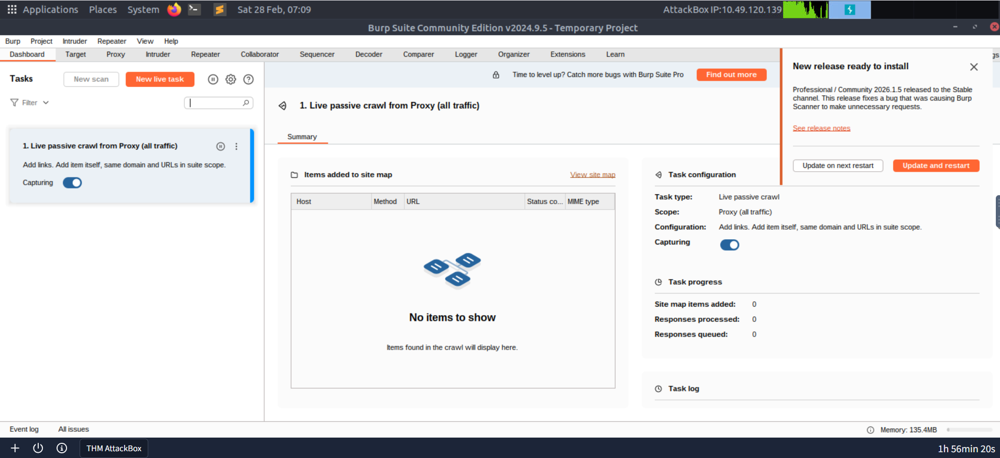 Applications Places System Sat 28 Feb, 07:09 AttackBox IP:10.49.120.139
Burp Suite Community Edition v2024.9.5 - Temporary Project
Burp Project Intruder Repeater View Help
Dashboard Target Proxy Intruder Repeater Collaborator Sequencer Decoder Comparer Logger Organizer Extensions Learn gs
Tasks New scan New live task
Filter
1. Live passive crawl from Proxy (all traffic)
Add links. Add item itself, same domain and URLs in suite scope.
Capturing
Time to level up? Catch more bugs with Burp Suite Pro Find out more
1. Live passive crawl from Proxy (all traffic)
Summary
Items added to site map View site map
Host Method URL Status co... MIME type
No items to show
Items found in the crawl will display here.
New release ready to install
Professional / Community 2026.1.5 released to the Stable
channel. This release fixes a bug that was causing Burp
Scanner to make unnecessary requests.
See release notes
Update on next restart Update and restart
Task configuration
Task type: Live passive crawl
Scope: Proxy (all traffic)
Configuration: Add links. Add item itself, same domain and URLs in suite scope.
Capturing
Task progress
Site map items added: 0
Responses processed: 0
Responses queued: 0
Task log
Event log All issues Memory: 135.4MB
THM AttackBox 1h 56min 20s